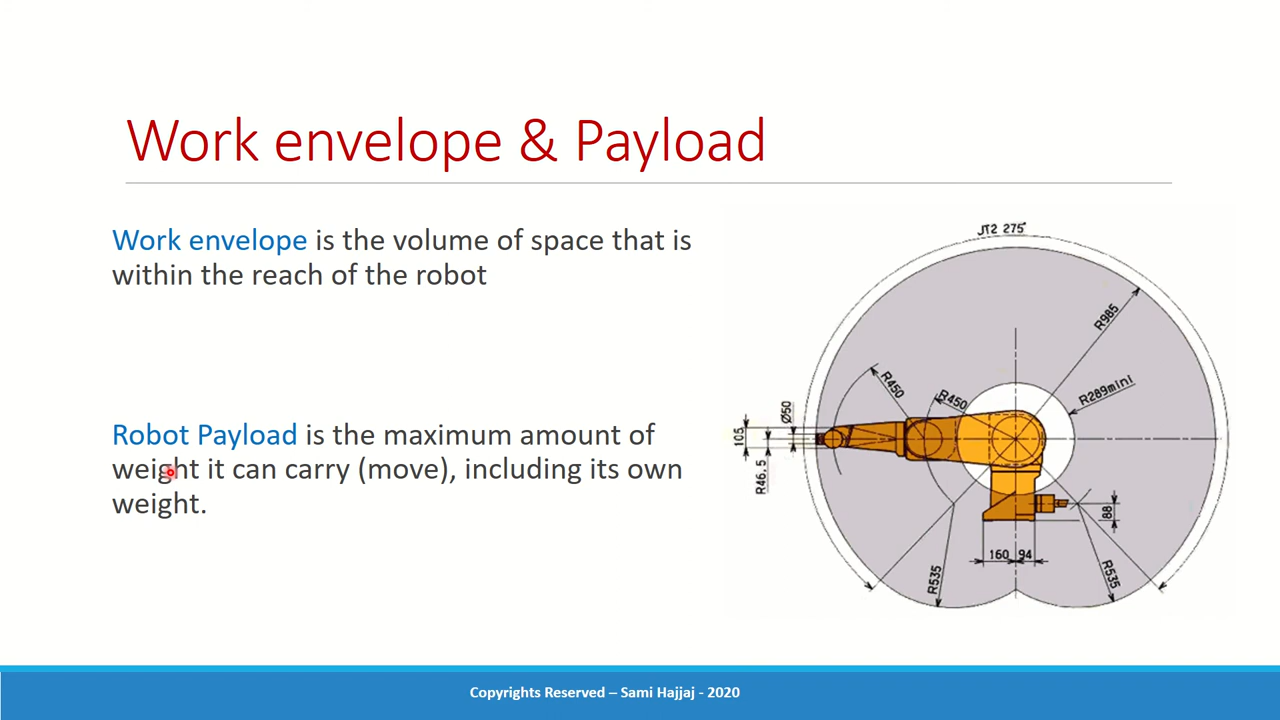 Work envelope & Payload
Work envelope is the volume of space that is
within the reach of the robot
Robot Payload is the maximum amount of
weight it can carry (move), including its own
weight.
JT2 275°
R985
R289mini
R450
R450
Ø50
105
R46.5
88
160
94
R535
R535
Copyrights Reserved – Sami Hajjaj - 2020